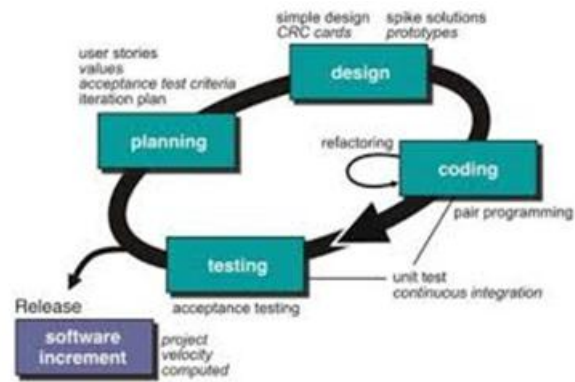 simple design
CRC cards
spike solutions
prototypes
user stories
values
acceptance test criteria
iteration plan
design
planning
refactoring
coding
pair programming
testing
unit test
continuous integration
acceptance testing
Release
software
increment
project
velocity
computed